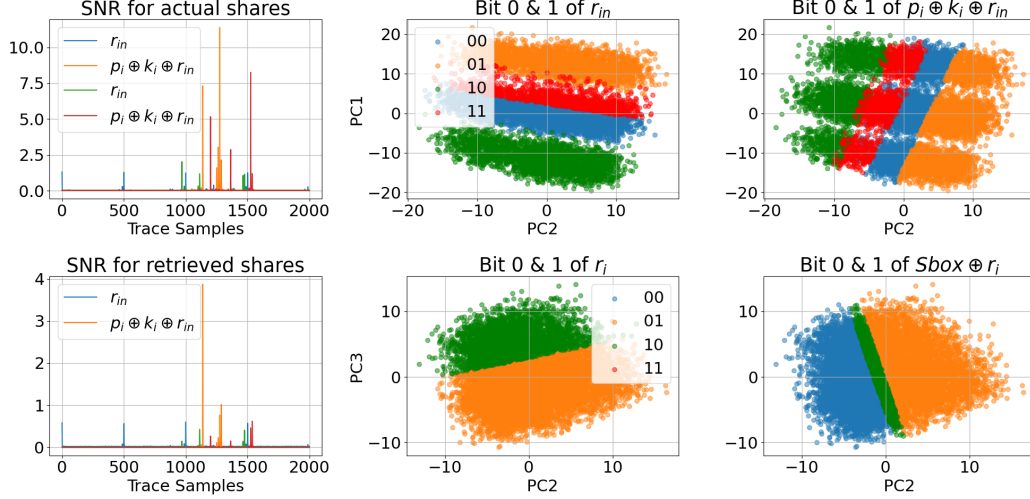 SNR for actual shares
10.0
7.5
5.0
2.5
0.0
r_in
p_i ⊕ k_i ⊕ r_in
r_in
p_i ⊕ k_i ⊕ r_in
0 500 1000 1500 2000
Trace Samples
Bit 0 & 1 of r_in
20
10
0
−10
−20
PC1
00
01
10
11
−20 −10 0 10
PC2
Bit 0 & 1 of p_i ⊕ k_i ⊕ r_in
20
10
0
−10
−20
−20 −10 0 10
PC2
SNR for retrieved shares
4
3
2
1
0
r_in
p_i ⊕ k_i ⊕ r_in
0 500 1000 1500 2000
Trace Samples
Bit 0 & 1 of r_i
10
0
−10
PC3
00
01
10
11
−10 0 10
PC2
Bit 0 & 1 of Sbox ⊕ r_i
10
0
−10
−10 0 10
PC2